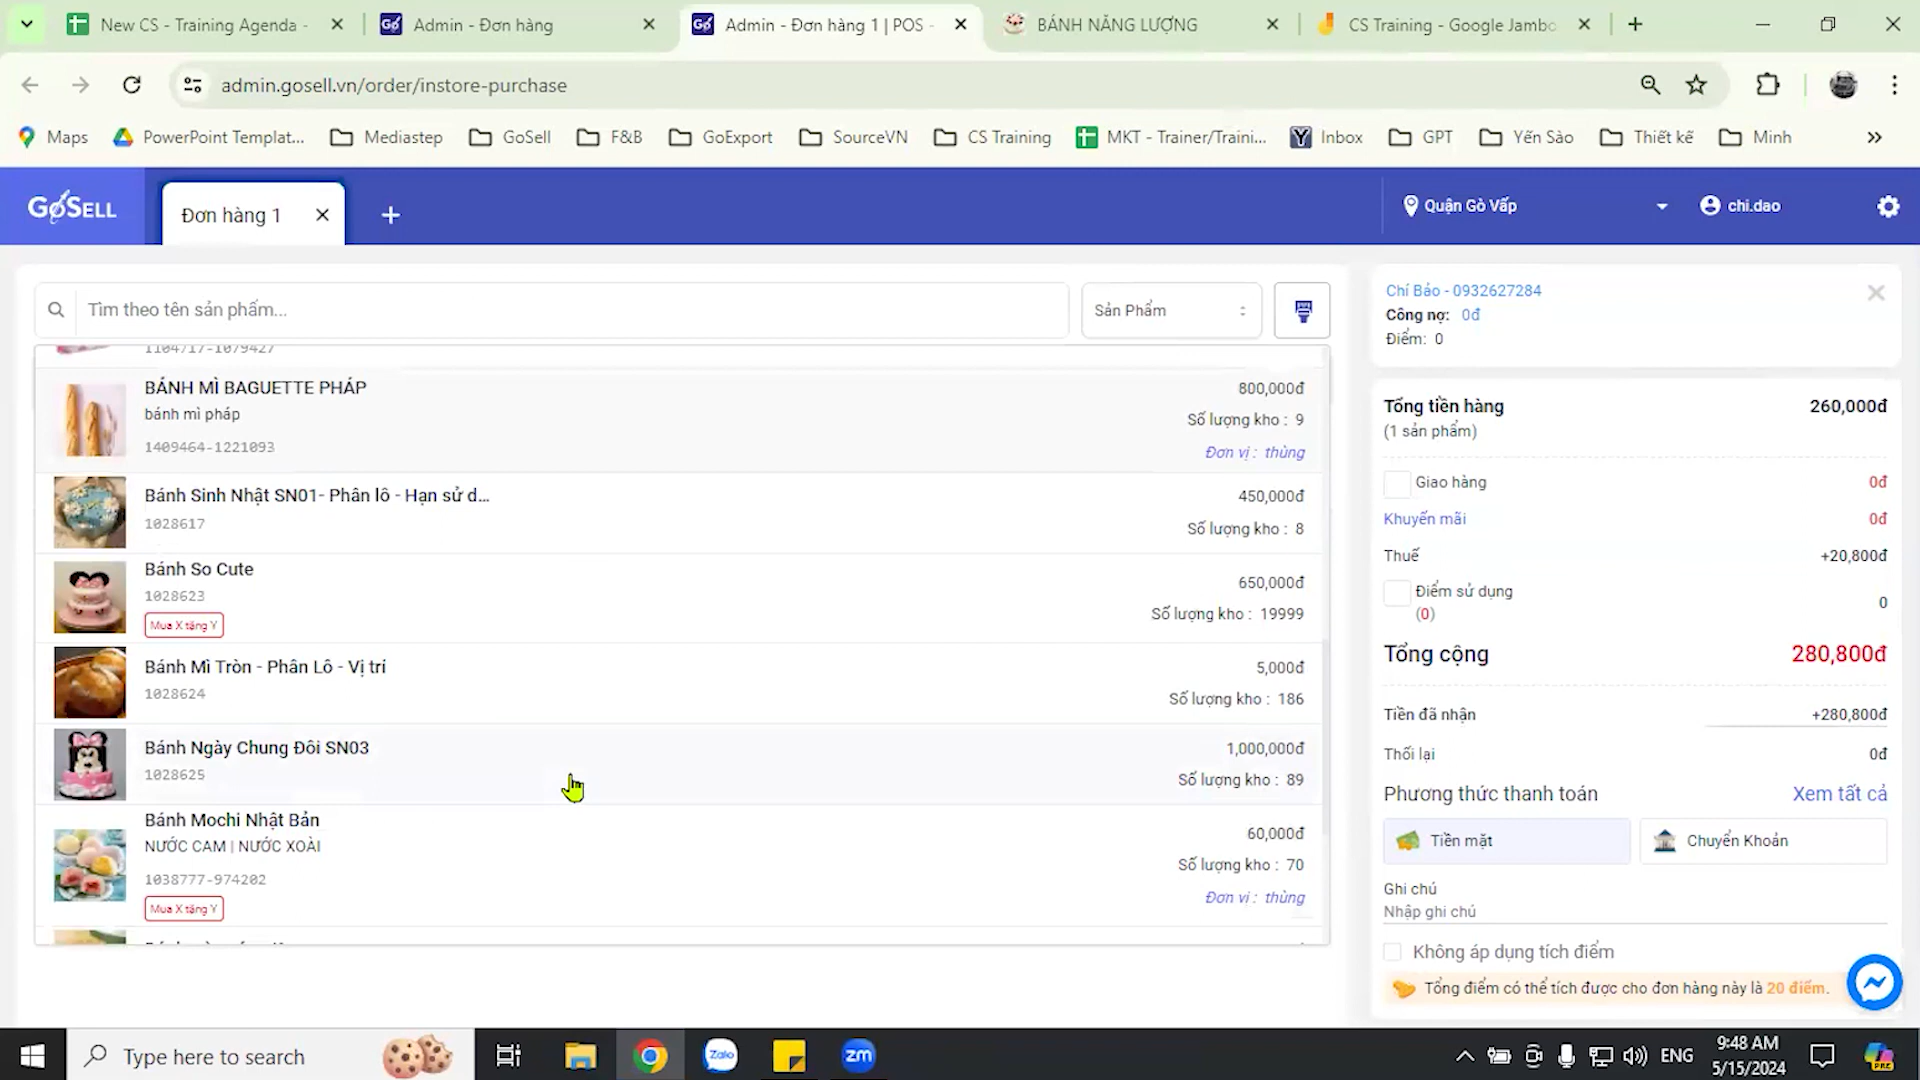 New CS - Training Agenda -
Admin - Đơn hàng
Admin - Đơn hàng 1 | POS -
BÁNH NĂNG LƯỢNG
CS Training - Google Jambo
admin.gosell.vn/order/instore-purchase
Maps
PowerPoint Templat...
Mediastep
GoSell
F&B
GoExport
SourceVN
CS Training
MKT - Trainer/Traini...
Inbox
GPT
Yến Sào
Thiết kế
Minh
GoSELL
Đơn hàng 1
Quận Gò Vấp
chi.dao
Tìm theo tên sản phẩm...
Sản Phẩm
1104717-1079427
BÁNH MÌ BAGUETTE PHÁP
bánh mì pháp
1409464-1221093
800,000đ
Số lượng kho : 9
Đơn vị : thùng
Bánh Sinh Nhật SN01- Phân lô - Hạn sử d...
1028617
450,000đ
Số lượng kho : 8
Bánh So Cute
1028623
Mua X tặng Y
650,000đ
Số lượng kho : 19999
Bánh Mì Tròn - Phân Lô - Vị trí
1028624
5,000đ
Số lượng kho : 186
Bánh Ngày Chung Đôi SN03
1028625
1,000,000đ
Số lượng kho : 89
Bánh Mochi Nhật Bản
NƯỚC CAM | NƯỚC XOÀI
1038777-974202
Mua X tặng Y
60,000đ
Số lượng kho : 70
Đơn vị : thùng
Chí Bảo - 0932627284
Công nợ: 0đ
Điểm: 0
Tổng tiền hàng 260,000đ
(1 sản phẩm)
Giao hàng 0đ
Khuyến mãi 0đ
Thuế +20,800đ
Điểm sử dụng
(0) 0
Tổng cộng 280,800đ
Tiền đã nhận +280,800đ
Thối lại 0đ
Phương thức thanh toán Xem tất cả
Tiền mặt
Chuyển Khoản
Ghi chú
Nhập ghi chú
Không áp dụng tích điểm
Tổng điểm có thể tích được cho đơn hàng này là 20 điểm.
Type here to search
Zalo
zm
ENG
9:48 AM
5/15/2024
PRE